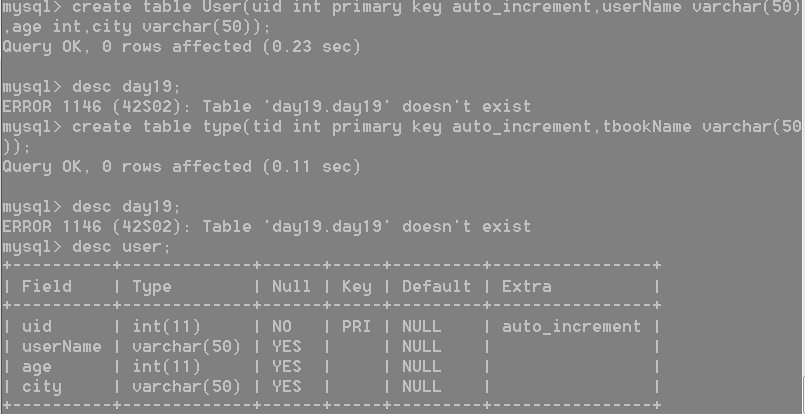 mysql> create table User(uid int primary key auto_increment,userName varchar(50)
,age int,city varchar(50));
Query OK, 0 rows affected (0.23 sec)
mysql> desc day19;
ERROR 1146 (42S02): Table 'day19.day19' doesn't exist
mysql> create table type(tid int primary key auto_increment,tbookName varchar(50
));
Query OK, 0 rows affected (0.11 sec)
mysql> desc day19;
ERROR 1146 (42S02): Table 'day19.day19' doesn't exist
mysql> desc user;
+----------+-------------+------+-----+---------+----------------+
| Field    | Type        | Null | Key | Default | Extra          |
+----------+-------------+------+-----+---------+----------------+
| uid      | int(11)     | NO   | PRI | NULL    | auto_increment |
| userName | varchar(50) | YES  |     | NULL    |                |
| age      | int(11)     | YES  |     | NULL    |                |
| city     | varchar(50) | YES  |     | NULL    |                |
+----------+-------------+------+-----+---------+----------------+